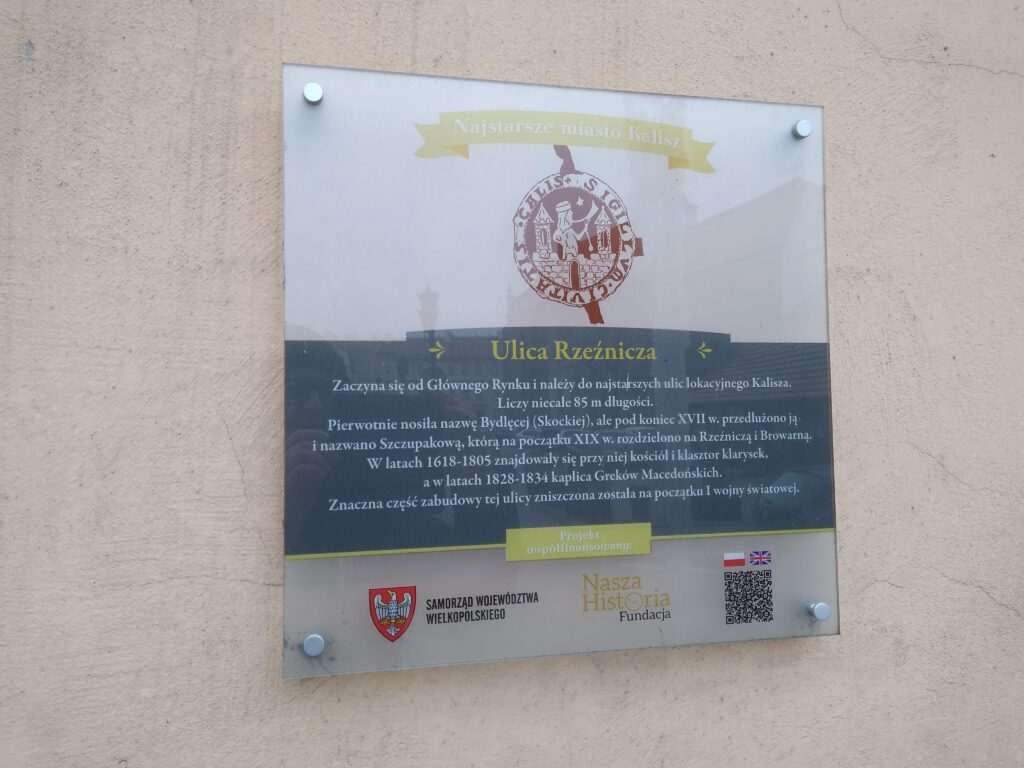 Najstarsze miasto Kalisz
SIGILLVM · CIVITATIS · CALIS
Ulica Rzeźnicza
Zaczyna się od Głównego Rynku i należy do najstarszych ulic lokacyjnego Kalisza.
Liczy niecałe 85 m długości.
Pierwotnie nosiła nazwę Bydlęcej (Skockiej), ale pod koniec XVII w. przedłużono ją
i nazwano Szczupakową, którą na początku XIX w. rozdzielono na Rzeźniczą i Browarną.
W latach 1618-1805 znajdowały się przy niej kościół i klasztor klarysek,
a w latach 1828-1834 kaplica Greków Macedońskich.
Znaczna część zabudowy tej ulicy zniszczona została na początku I wojny światowej.
Projekt
współfinansowany:
SAMORZĄD WOJEWÓDZTWA
WIELKOPOLSKIEGO
Nasza
Historia
Fundacja